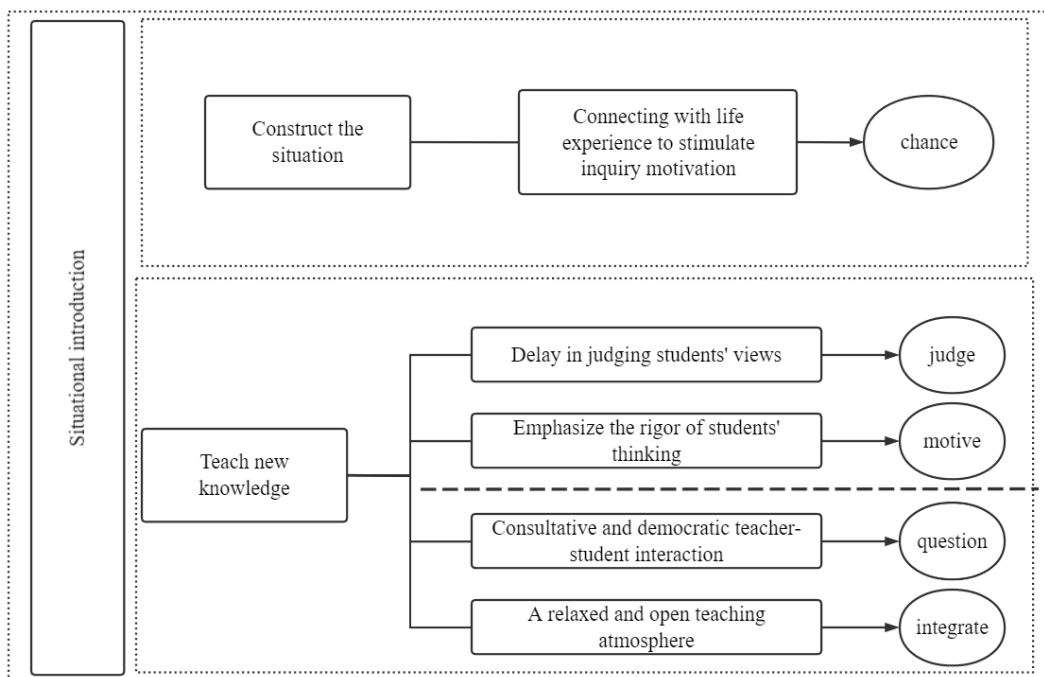 Situational introduction
Construct the
situation
Connecting with life
experience to stimulate
inquiry motivation
chance
Teach new
knowledge
Delay in judging students' views
judge
Emphasize the rigor of students'
thinking
motive
Consultative and democratic teacher-
student interaction
question
A relaxed and open teaching
atmosphere
integrate